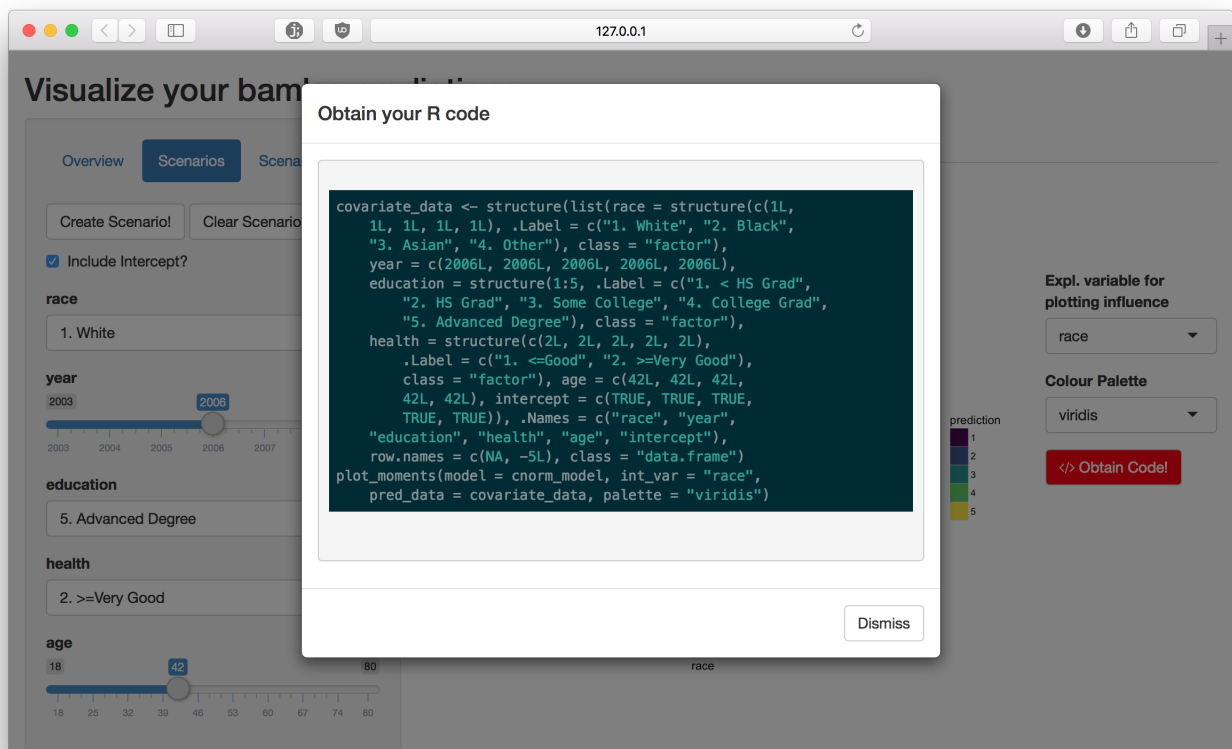 127.0.0.1
Visualize your bam
Obtain your R code
Overview
Scenarios
Scena
Create Scenario!
Clear Scenario
Include Intercept?
race
1. White
year
2003
2006
2003 2004 2005 2006 2007
education
5. Advanced Degree
health
2. >=Very Good
age
18
42
80
18 25 32 39 46 53 60 67 74 80
covariate_data <- structure(list(race = structure(c(1L,
1L, 1L, 1L, 1L), .Label = c("1. White", "2. Black",
"3. Asian", "4. Other"), class = "factor"),
year = c(2006L, 2006L, 2006L, 2006L, 2006L),
education = structure(1:5, .Label = c("1. < HS Grad",
"2. HS Grad", "3. Some College", "4. College Grad",
"5. Advanced Degree"), class = "factor"),
health = structure(c(2L, 2L, 2L, 2L, 2L),
.Label = c("1. <=Good", "2. >=Very Good"),
class = "factor"), age = c(42L, 42L, 42L,
42L, 42L), intercept = c(TRUE, TRUE, TRUE,
TRUE, TRUE)), .Names = c("race", "year",
"education", "health", "age", "intercept"),
row.names = c(NA, -5L), class = "data.frame")
plot_moments(model = cnorm_model, int_var = "race",
pred_data = covariate_data, palette = "viridis")
Dismiss
race
prediction
1
2
3
4
5
Expl. variable for
plotting influence
race
Colour Palette
viridis
</> Obtain Code!